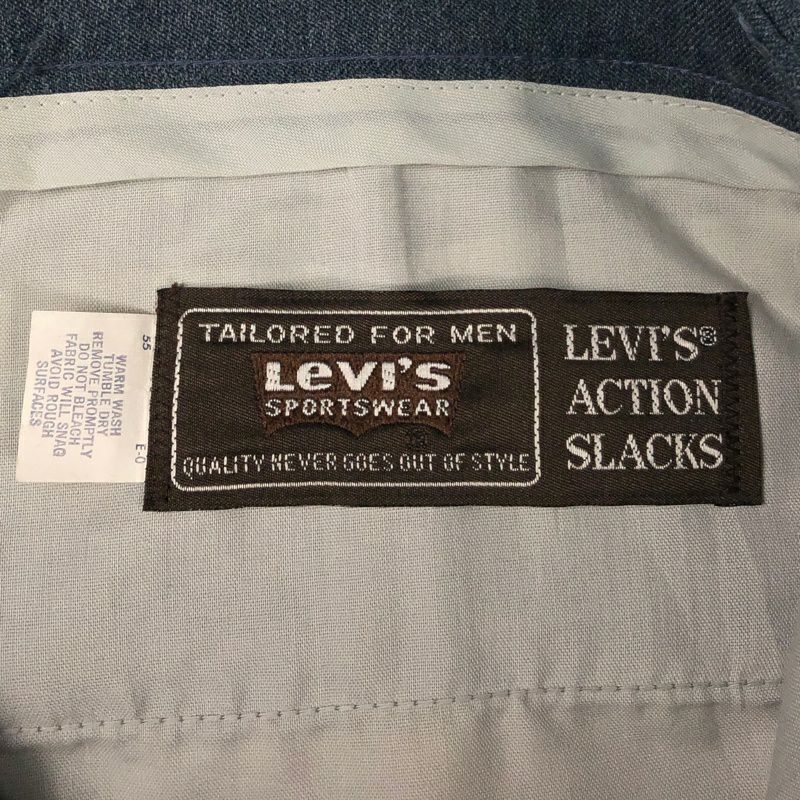 TAILORED FOR MEN
Levi's
SPORTSWEAR
QUALITY NEVER GOES OUT OF STYLE
LEVI'S®
ACTION
SLACKS
55 E-0
WARM WASH
TUMBLE DRY
REMOVE PROMPTLY
DO NOT BLEACH
FABRIC WILL SNAG
AVOID ROUGH
SURFACES